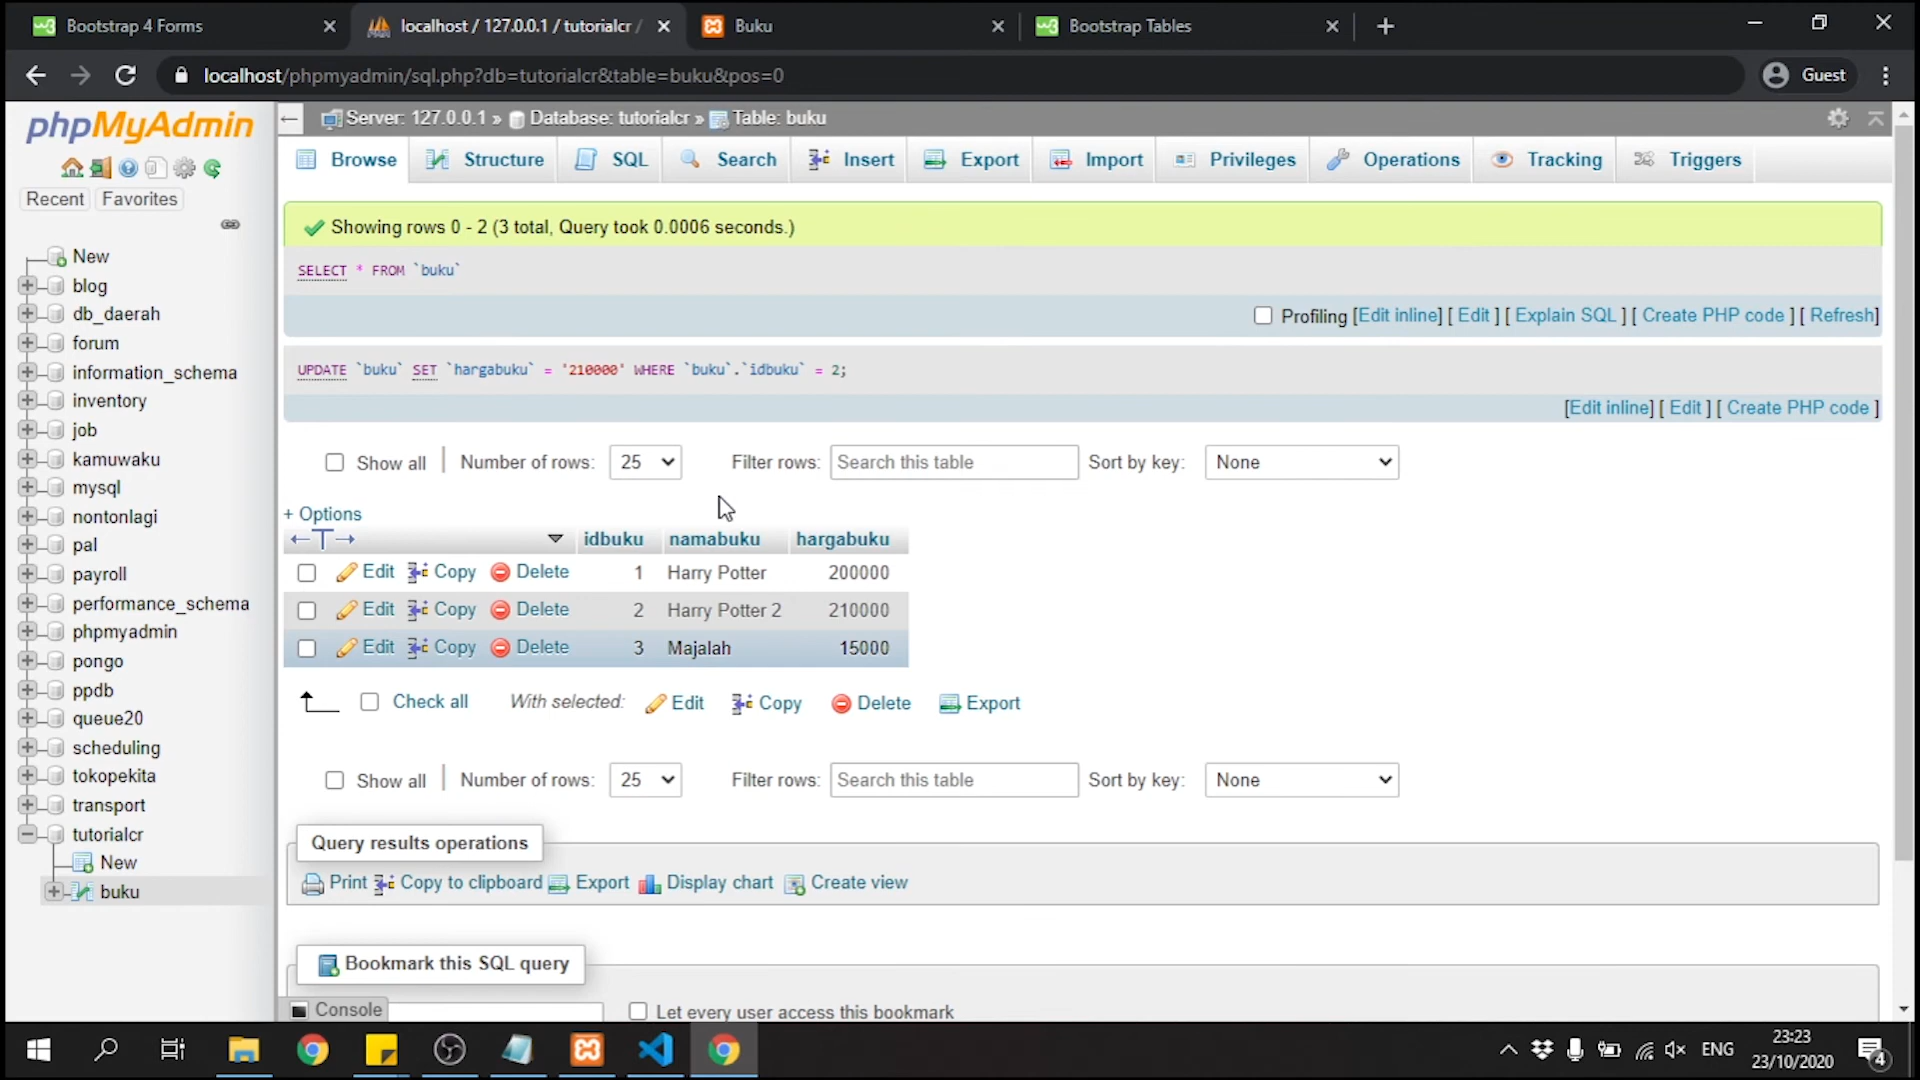 Bootstrap 4 Forms
localhost / 127.0.0.1 / tutorialcr /
Buku
Bootstrap Tables
localhost/phpmyadmin/sql.php?db=tutorialcr&table=buku&pos=0
Guest
phpMyAdmin
Recent Favorites
New
blog
db_daerah
forum
information_schema
inventory
job
kamuwaku
mysql
nontonlagi
pal
payroll
performance_schema
phpmyadmin
pongo
ppdb
queue20
scheduling
tokopekita
transport
tutorialcr
New
buku
Server: 127.0.0.1 » Database: tutorialcr » Table: buku
Browse Structure SQL Search Insert Export Import Privileges Operations Tracking Triggers
Showing rows 0 - 2 (3 total, Query took 0.0006 seconds.)
SELECT * FROM `buku`
Profiling [Edit inline] [ Edit ] [ Explain SQL ] [ Create PHP code ] [ Refresh]
UPDATE `buku` SET `hargabuku` = '210000' WHERE `buku`.`idbuku` = 2;
[Edit inline] [ Edit ] [ Create PHP code ]
Show all Number of rows: 25 Filter rows: Search this table Sort by key: None
+ Options
←T→ idbuku namabuku hargabuku
Edit Copy Delete 1 Harry Potter 200000
Edit Copy Delete 2 Harry Potter 2 210000
Edit Copy Delete 3 Majalah 15000
Check all With selected: Edit Copy Delete Export
Show all Number of rows: 25 Filter rows: Search this table Sort by key: None
Query results operations
Print Copy to clipboard Export Display chart Create view
Bookmark this SQL query
Console
Let every user access this bookmark
ENG
23:23
23/10/2020
4